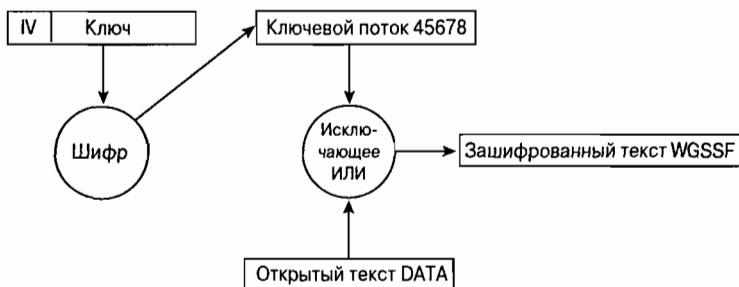 IV Ключ
Ключевой поток 45678
Шифр
Исклю-
чающее
ИЛИ
Зашифрованный текст WGSSF
Открытый текст DATA